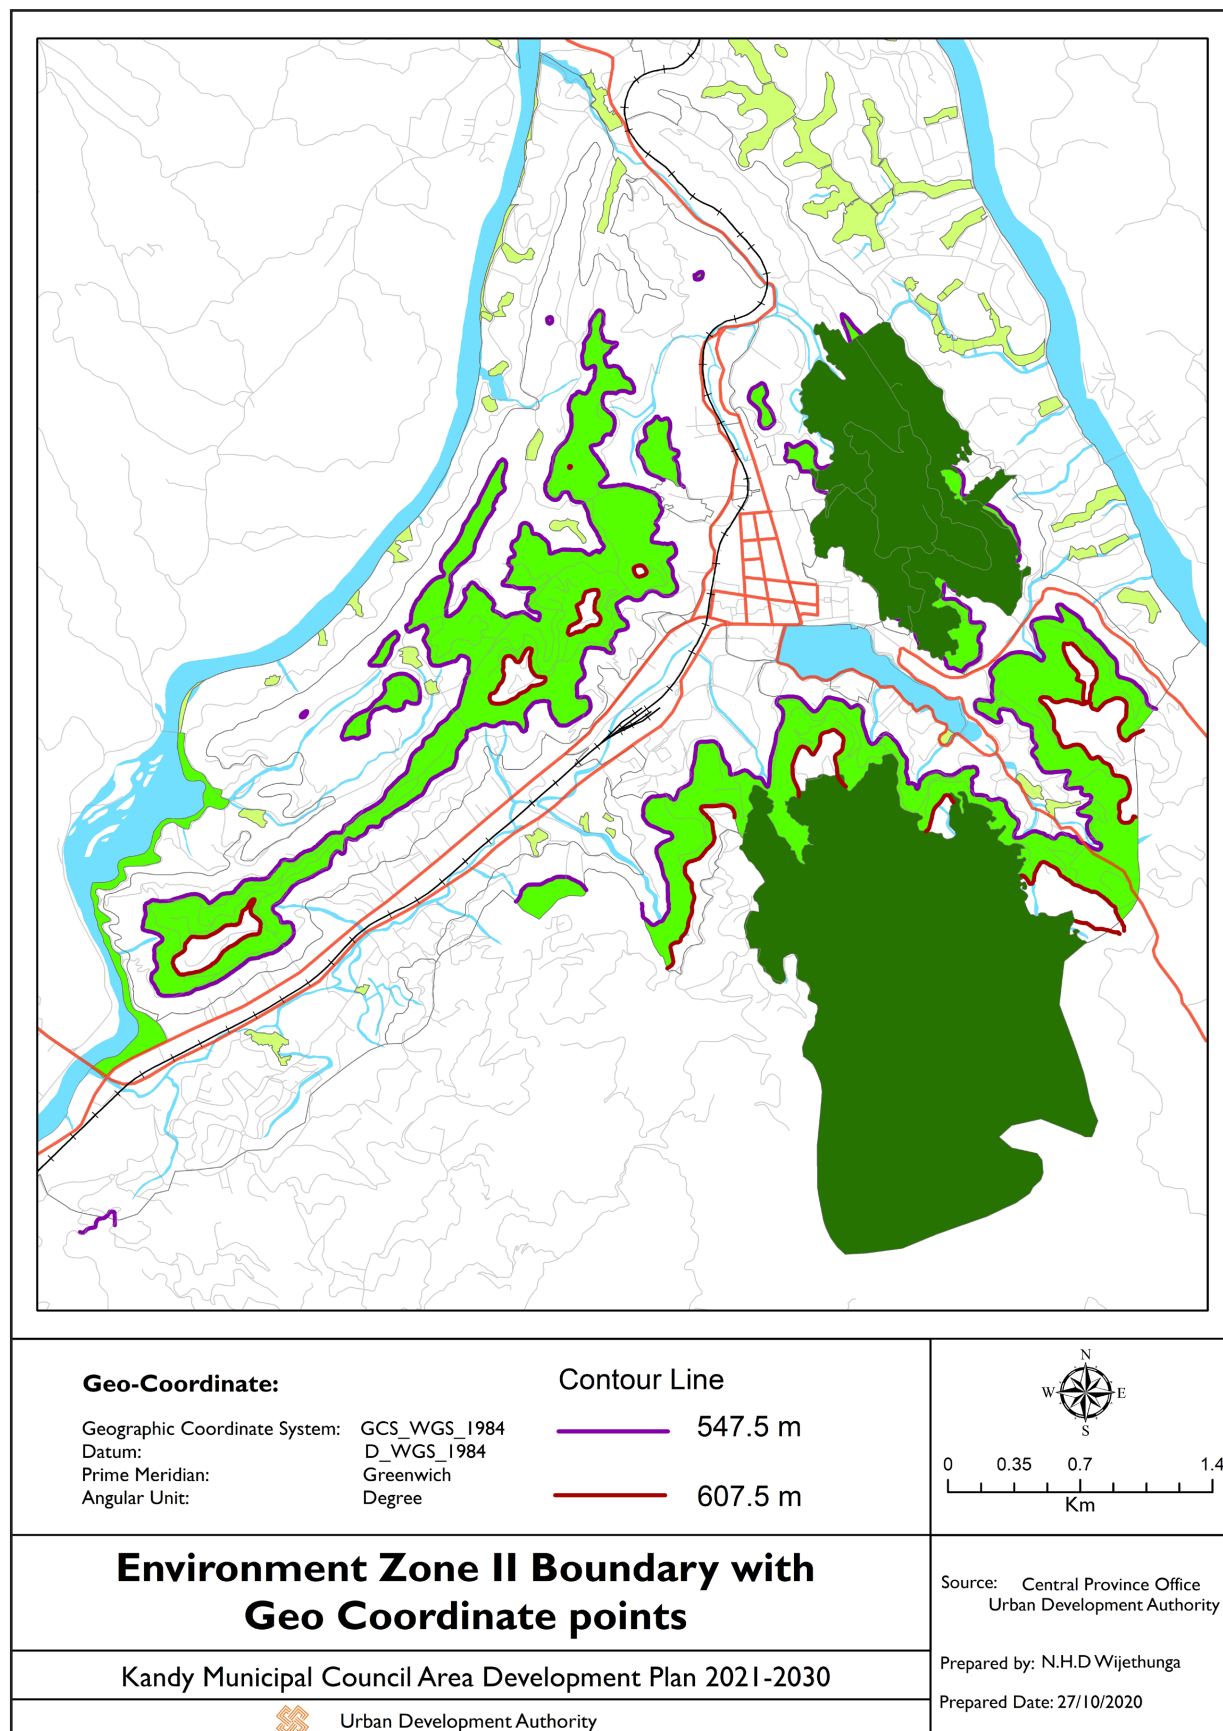 Geo-Coordinate:
Geographic Coordinate System: GCS_WGS_1984
Datum: D_WGS_1984
Prime Meridian: Greenwich
Angular Unit: Degree
Contour Line
547.5 m
607.5 m
N
W E
S
0 0.35 0.7 1.4
Km
Environment Zone II Boundary with
Geo Coordinate points
Kandy Municipal Council Area Development Plan 2021-2030
Urban Development Authority
Source: Central Province Office
Urban Development Authority
Prepared by: N.H.D Wijethunga
Prepared Date: 27/10/2020